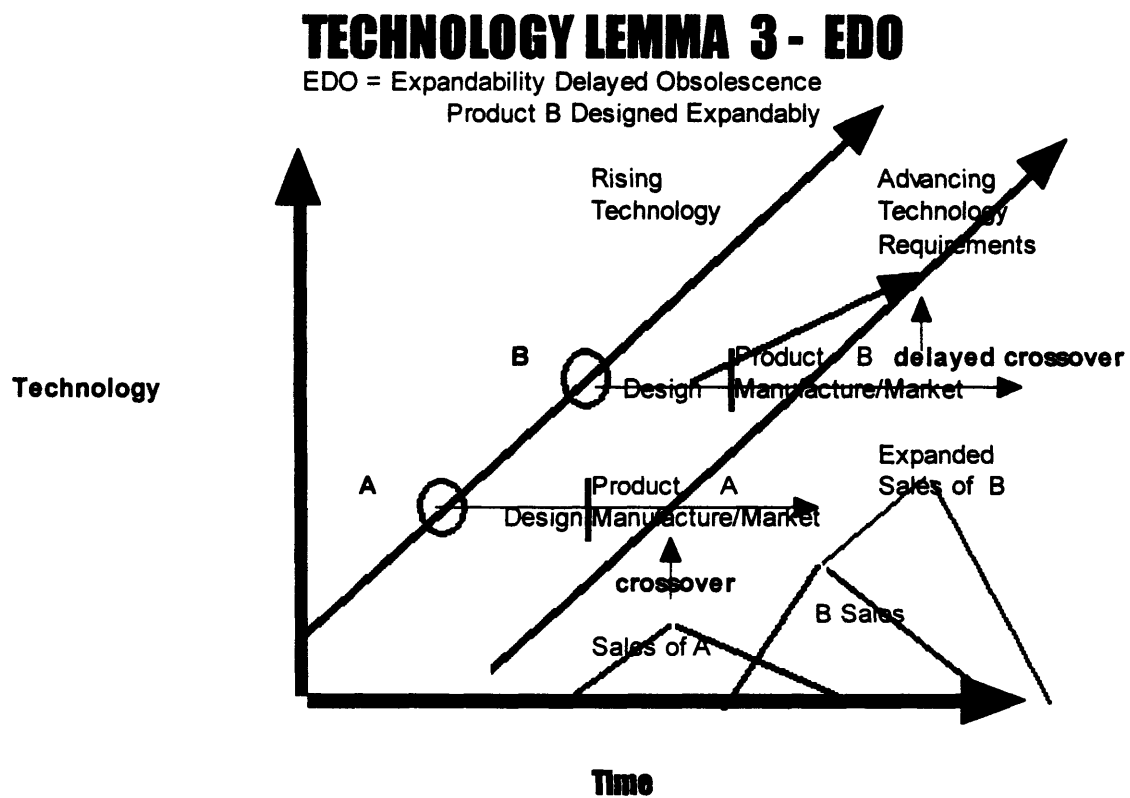 TECHNOLOGY LEMMA 3 - EDO
EDO = Expandability Delayed Obsolescence
Product B Designed Expandably
Rising
Technology
Advancing
Technology
Requirements
B
Product B
delayed crossover
Design
Manufacture/Market
Technology
A
Product A
Design
Manufacture/Market
Expanded
Sales of B
crossover
B Sales
Sales of A
Time